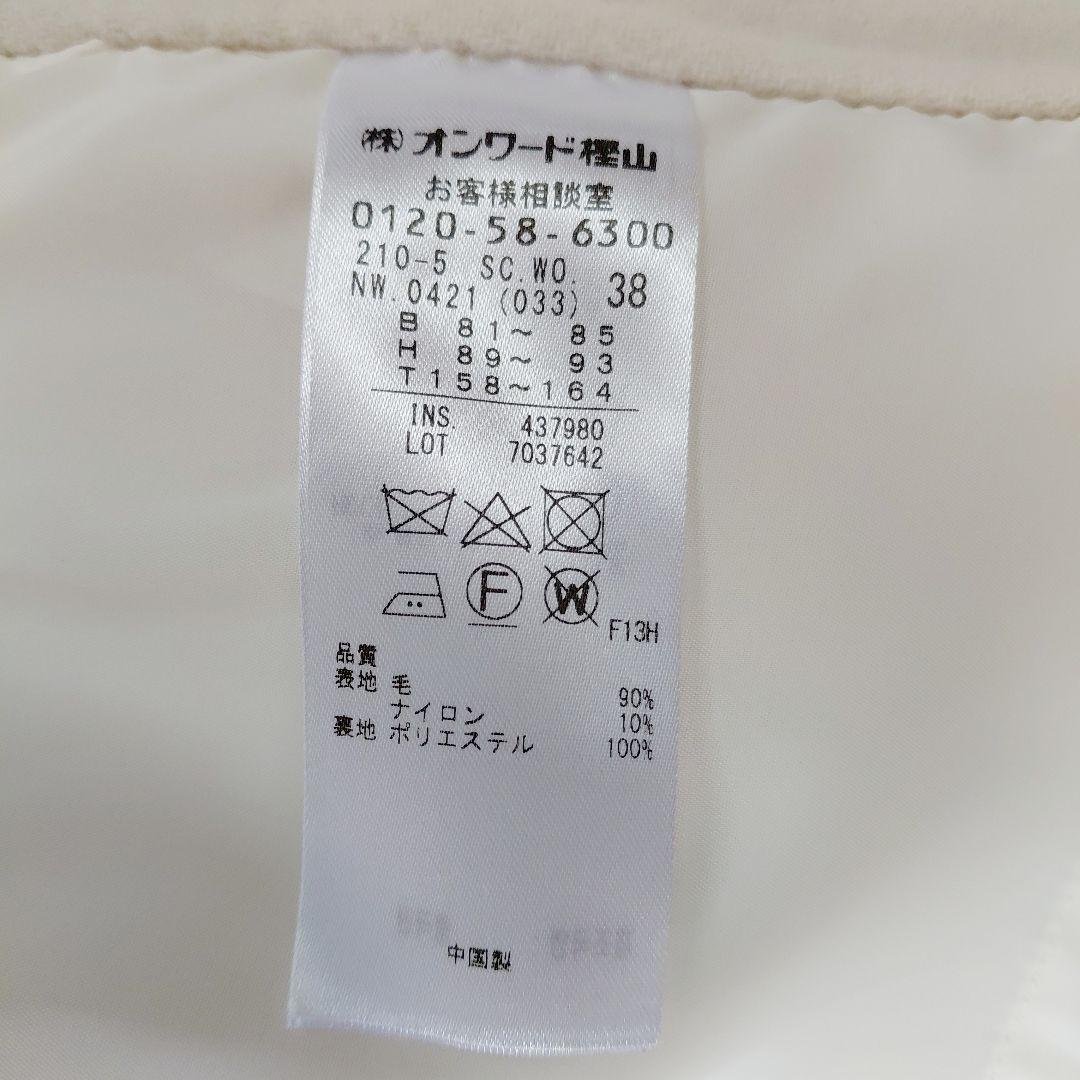 (株) オンワード樫山
お客様相談室
0120-58-6300
210-5 SC.WO. 38
NW.0421 (033)
B 81～ 85
H 89～ 93
T158～164
INS. 437980
LOT 7037642
F
W
F13H
品質
表地 毛 90%
ナイロン 10%
裏地 ポリエステル 100%
中国製